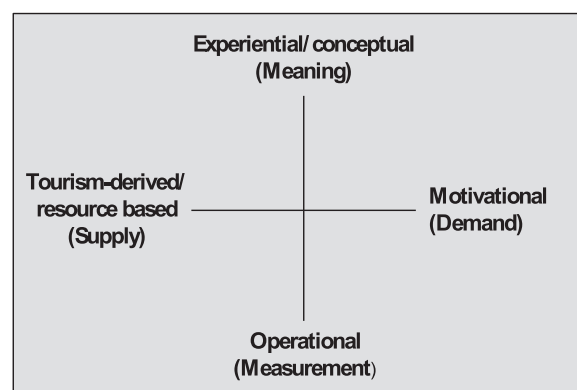 Experiential/ conceptual
(Meaning)
Tourism-derived/
resource based
(Supply)
Motivational
(Demand)
Operational
(Measurement)